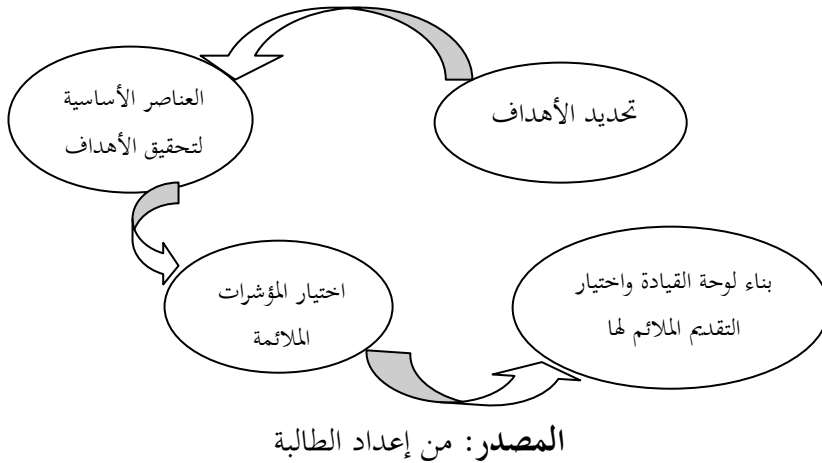 تحديد الأهداف
العناصر الأساسية
لتحقيق الأهداف
اختيار المؤشرات
الملائمة
بناء لوحة القيادة واختيار
التقديم الملائم لها
المصدر: من إعداد الطالبة